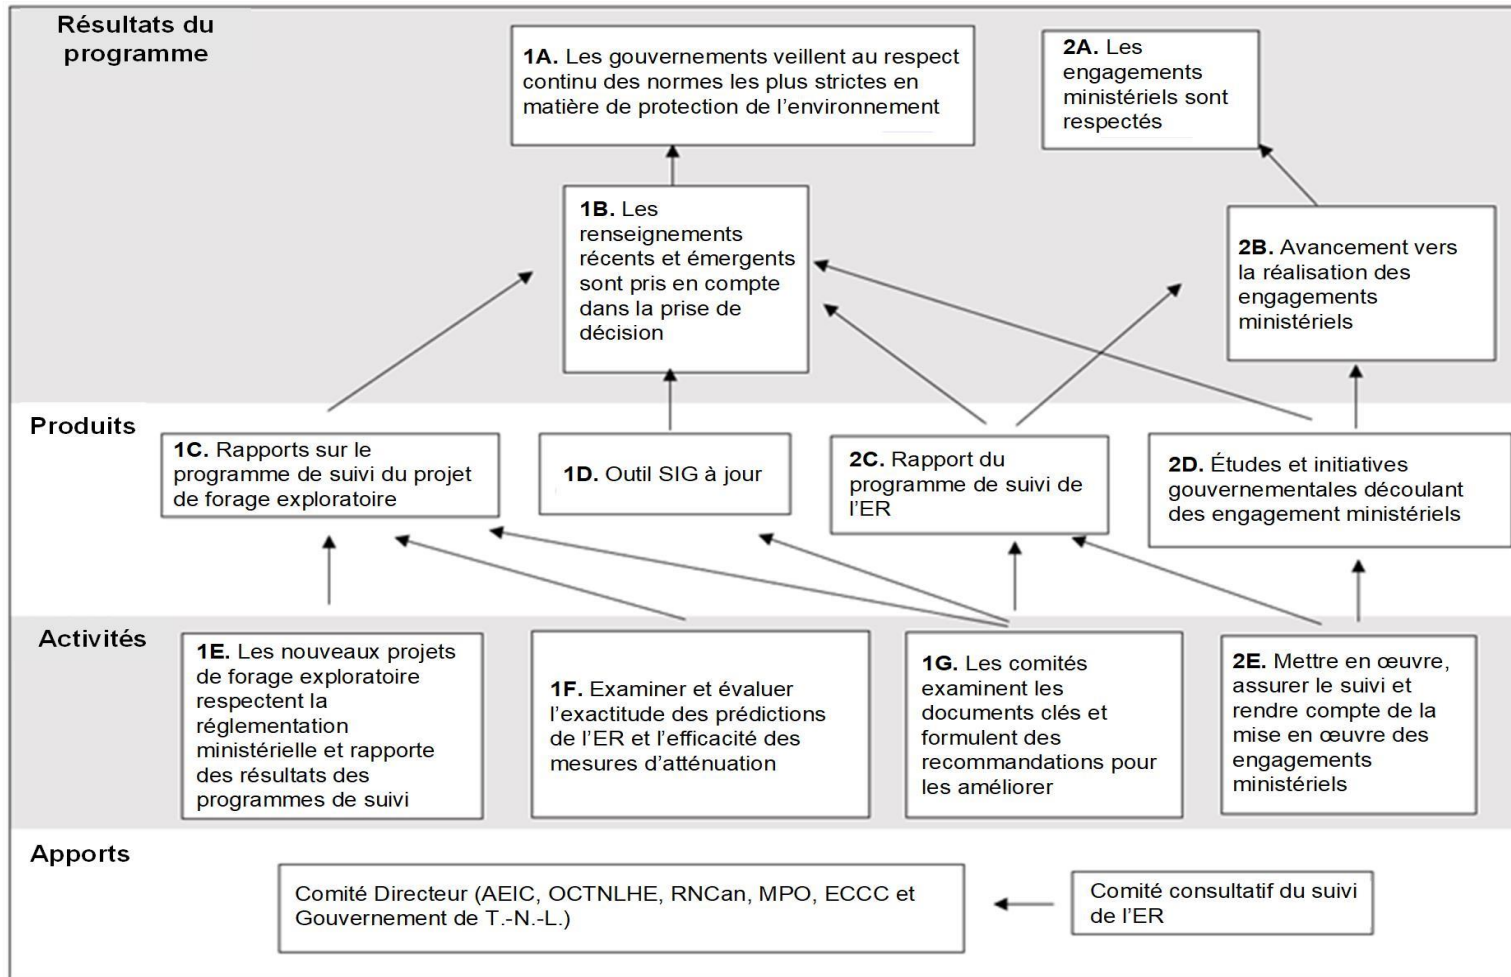 Résultats du
programme
1A. Les gouvernements veillent au respect
continu des normes les plus strictes en
matière de protection de l'environnement
2A. Les
engagements
ministériels sont
respectés
1B. Les
renseignements
récents et émergents
sont pris en compte
dans la prise de
décision
2B. Avancement vers
la réalisation des
engagements
ministériels
Produits
1C. Rapports sur le
programme de suivi du projet
de forage exploratoire
1D. Outil SIG à jour
2C. Rapport du
programme de suivi de
l'ER
2D. Études et initiatives
gouvernementales découlant
des engagement ministériels
Activités
1E. Les nouveaux projets
de forage exploratoire
respectent la
réglementation
ministérielle et rapporte
des résultats des
programmes de suivi
1F. Examiner et évaluer
l'exactitude des prédictions
de l'ER et l'efficacité des
mesures d'atténuation
1G. Les comités
examinent les
documents clés et
formulent des
recommandations pour
les améliorer
2E. Mettre en œuvre,
assurer le suivi et
rendre compte de la
mise en œuvre des
engagements
ministériels
Apports
Comité Directeur (AEIC, OCTNLHE, RNCan, MPO, ECCC et
Gouvernement de T.-N.-L.)
Comité consultatif du suivi
de l'ER